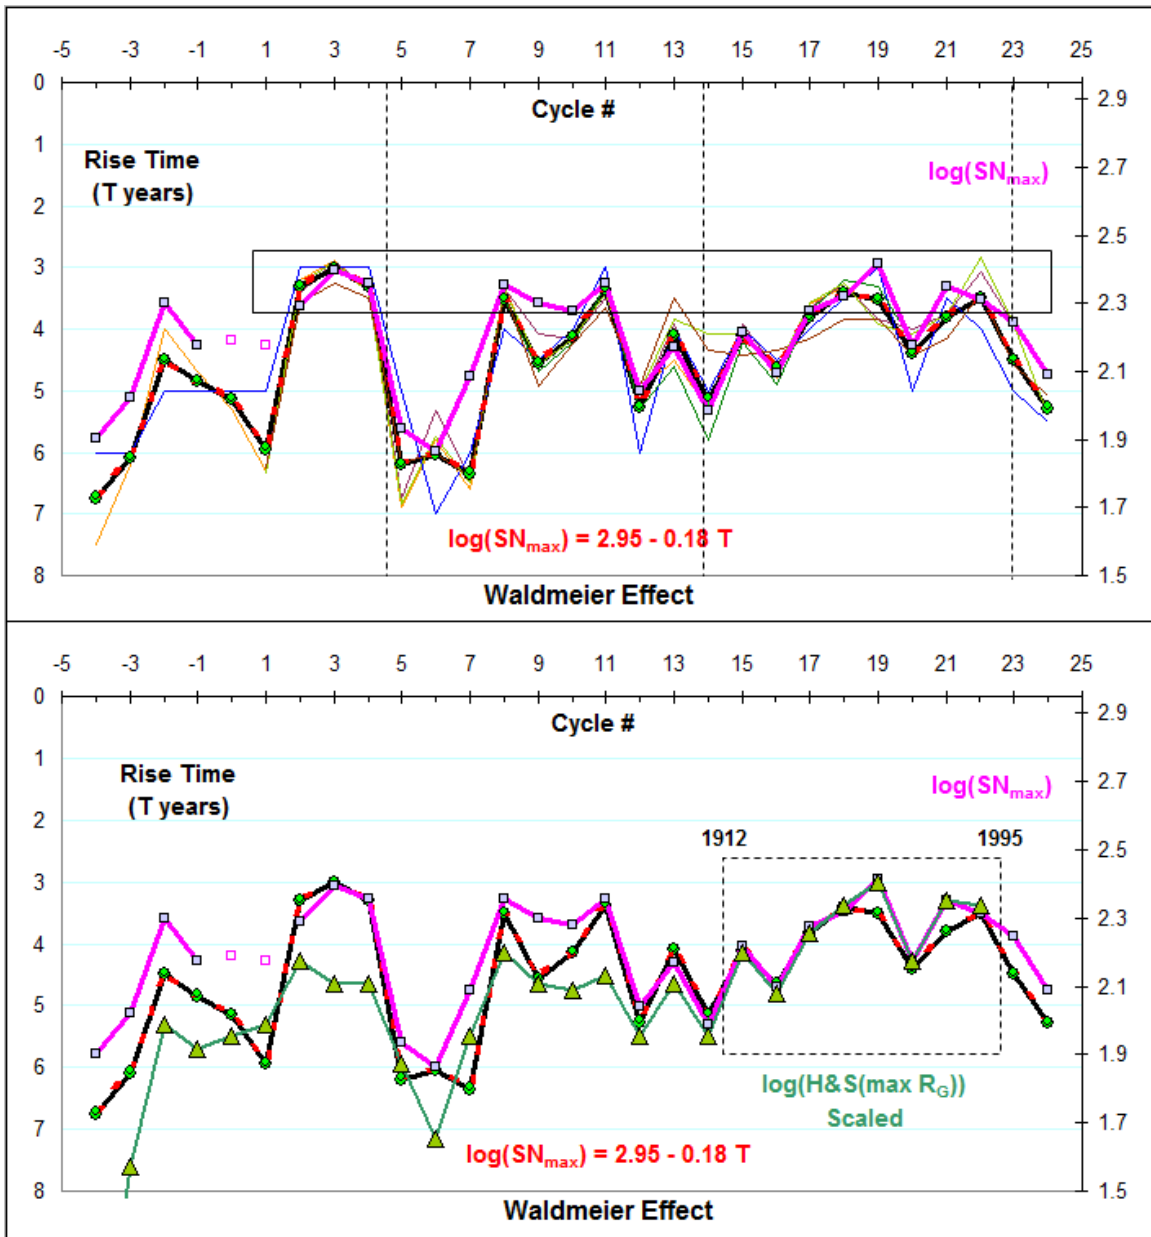 -5 -3 -1 1 3 5 7 9 11 13 15 17 19 21 23 25
Cycle #
Rise Time
(T years)
log(SNmax)
0
1
2
3
4
5
6
7
8
2.9
2.7
2.5
2.3
2.1
1.9
1.7
1.5
log(SNmax) = 2.95 - 0.18 T
Waldmeier Effect
-5 -3 -1 1 3 5 7 9 11 13 15 17 19 21 23 25
Cycle #
Rise Time
(T years)
log(SNmax)
0
1
2
3
4
5
6
7
8
2.9
2.7
2.5
2.3
2.1
1.9
1.7
1.5
1912 1995
log(H&S(max RG))
Scaled
log(SNmax) = 2.95 - 0.18 T
Waldmeier Effect